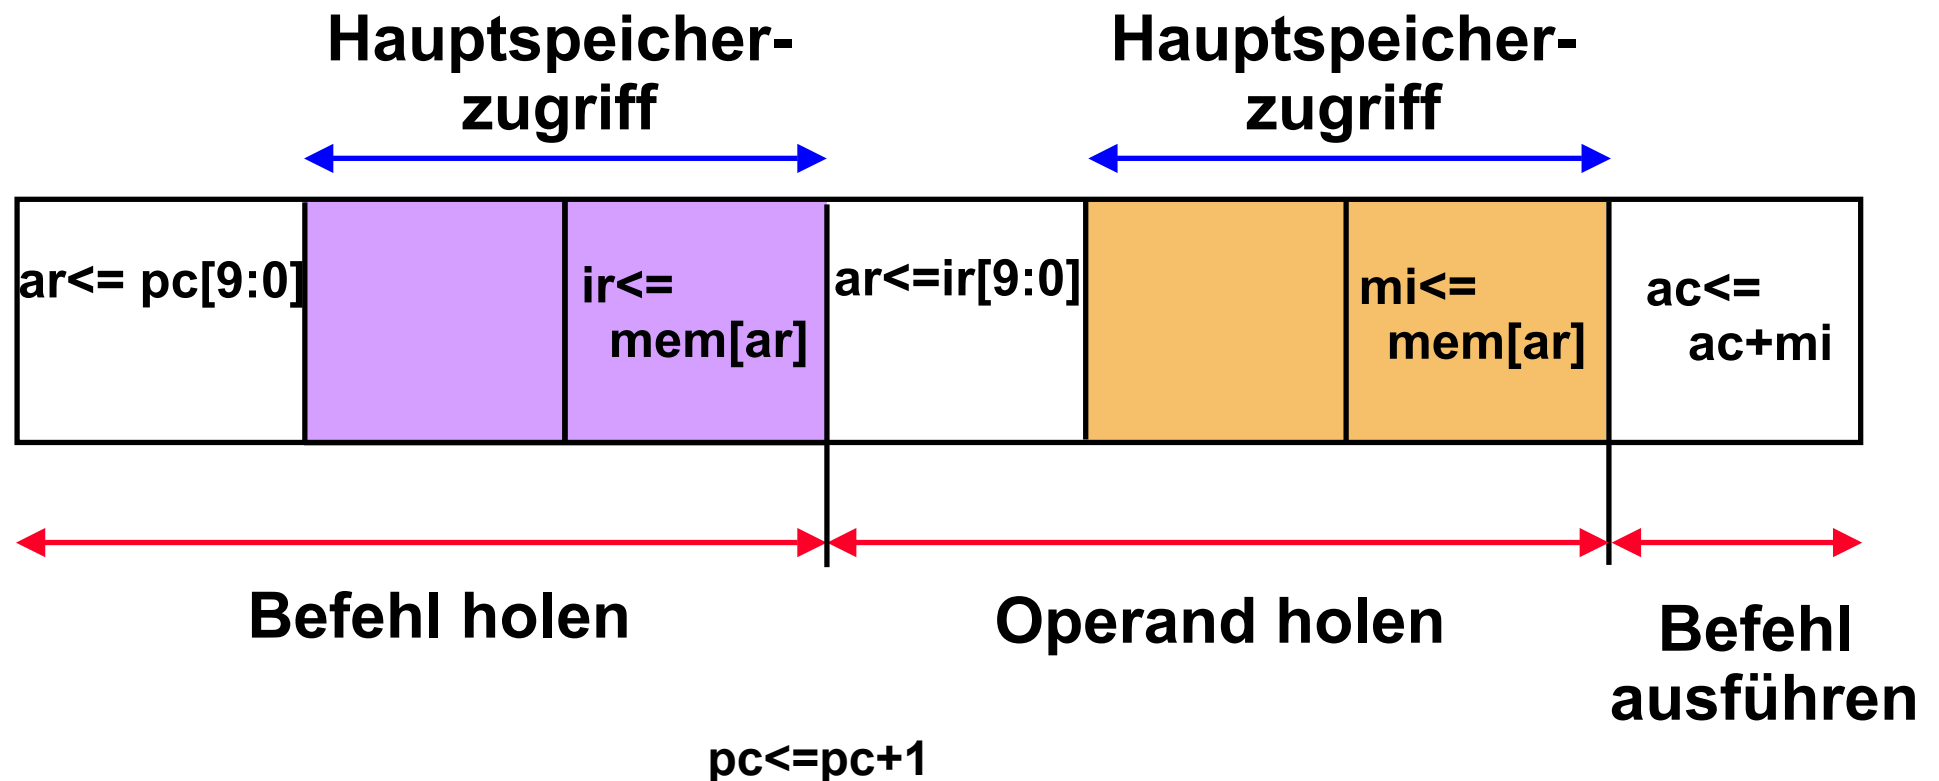 Hauptspeicher-
zugriff
Hauptspeicher-
zugriff
ar<= pc[9:0]
ir<=
mem[ar]
ar<=ir[9:0]
mi<=
mem[ar]
ac<=
ac+mi
Befehl holen
Operand holen
Befehl
ausführen
pc<=pc+1